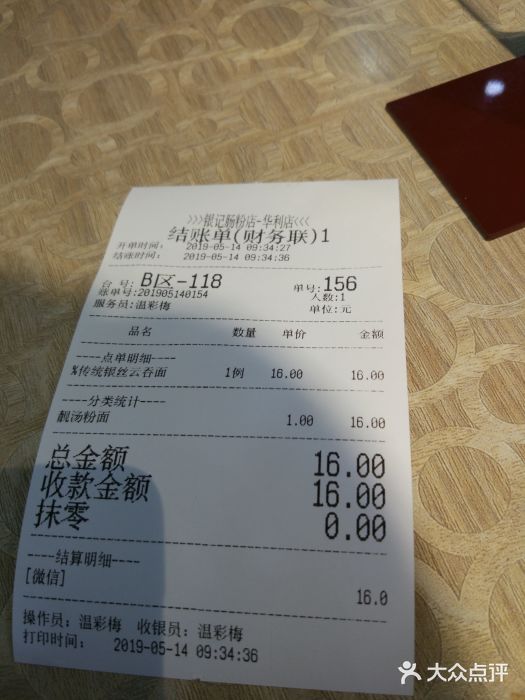 >>>银记肠粉店-华利店<<<
结账单(财务联)1
开单时间: 2019-05-14 09:34:27
结账时间: 2019-05-14 09:34:36
台号: B区-118 单号: 156
账单号:201905140154 人数:1
服务员:温彩梅 单位:元
品名 数量 单价 金额
----点单明细----
%传统银丝云吞面 1例 16.00 16.00
----分类统计----
靓汤粉面 1.00 16.00
总金额 16.00
收款金额 16.00
抹零 0.00
----结算明细----
[微信] 16.0
操作员:温彩梅 收银员:温彩梅
打印时间: 2019-05-14 09:34:36
大众点评